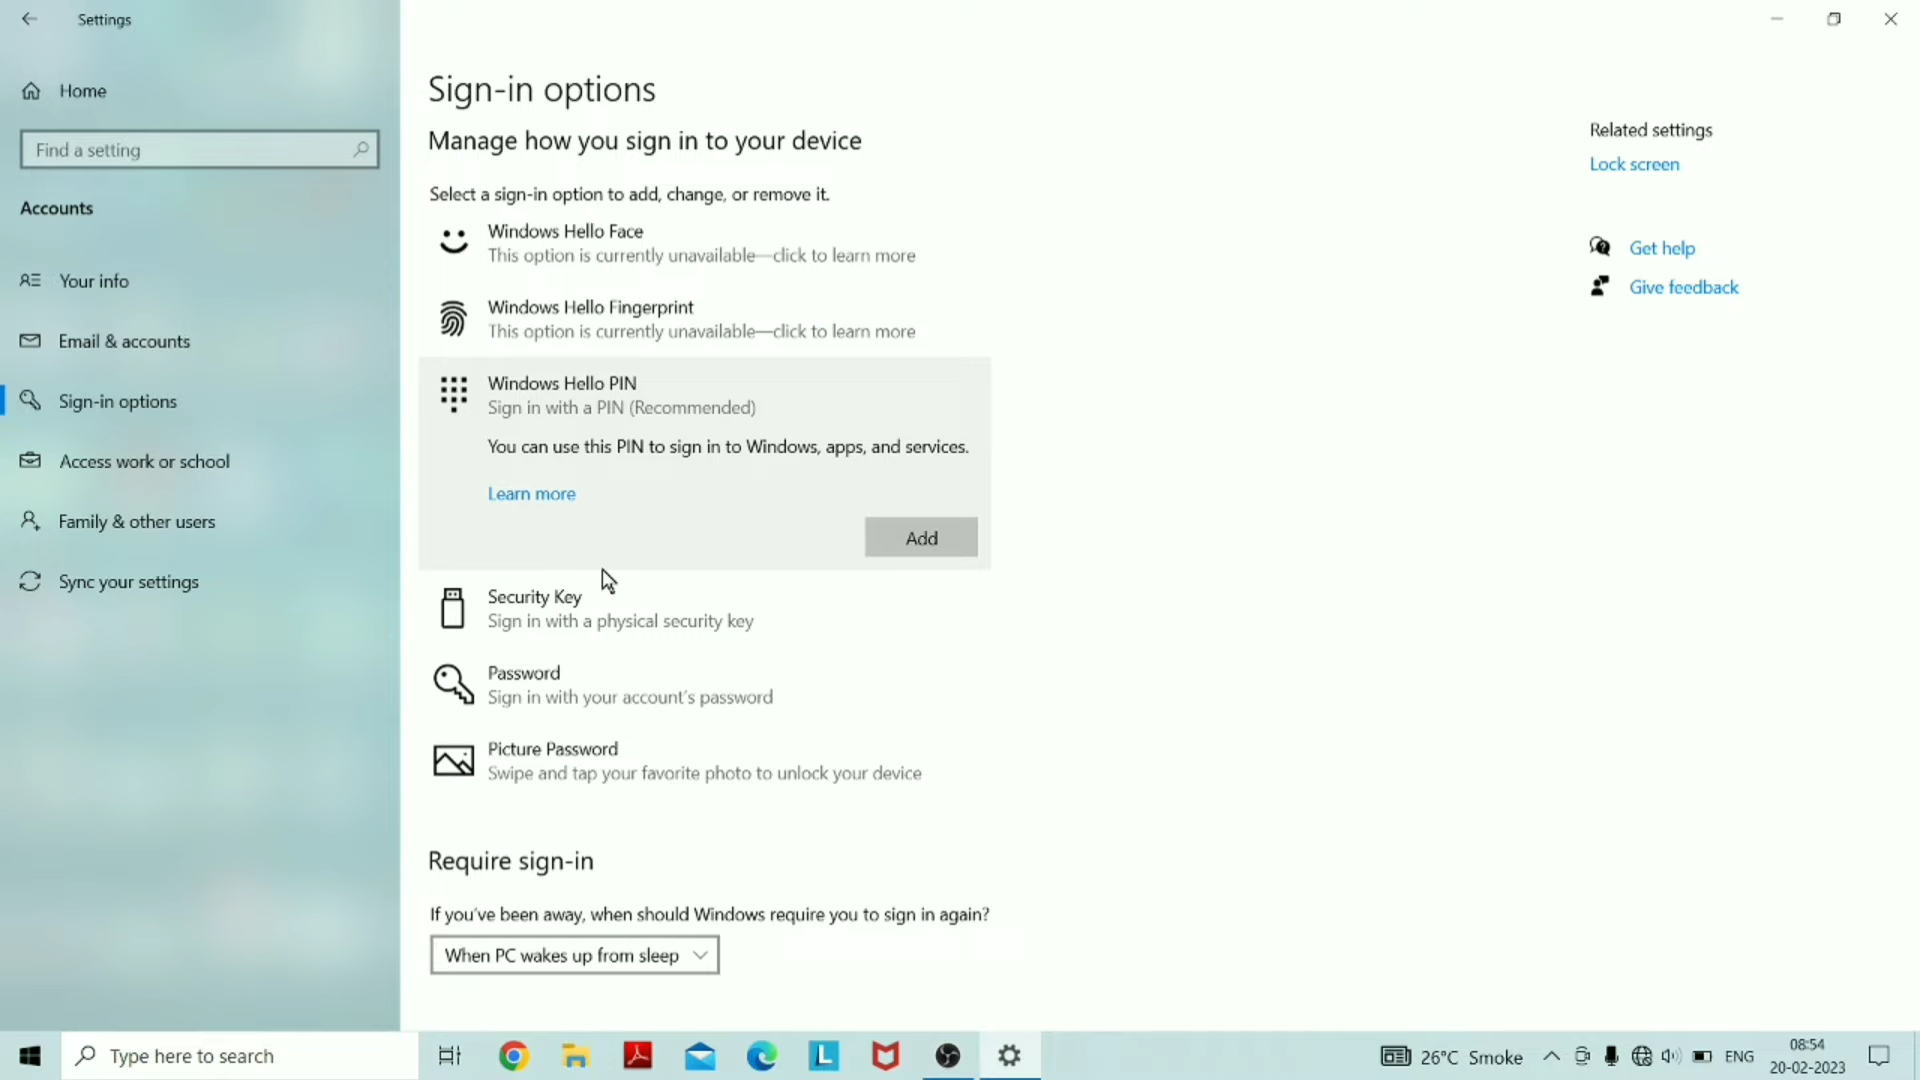 Settings
Home
Find a setting
Accounts
Your info
Email & accounts
Sign-in options
Access work or school
Family & other users
Sync your settings
Sign-in options
Manage how you sign in to your device
Select a sign-in option to add, change, or remove it.
Windows Hello Face
This option is currently unavailable—click to learn more
Windows Hello Fingerprint
This option is currently unavailable—click to learn more
Windows Hello PIN
Sign in with a PIN (Recommended)
You can use this PIN to sign in to Windows, apps, and services.
Learn more
Add
Security Key
Sign in with a physical security key
Password
Sign in with your account's password
Picture Password
Swipe and tap your favorite photo to unlock your device
Require sign-in
If you've been away, when should Windows require you to sign in again?
When PC wakes up from sleep
Related settings
Lock screen
Get help
Give feedback
Type here to search
L
26°C Smoke
ENG
08:54
20-02-2023